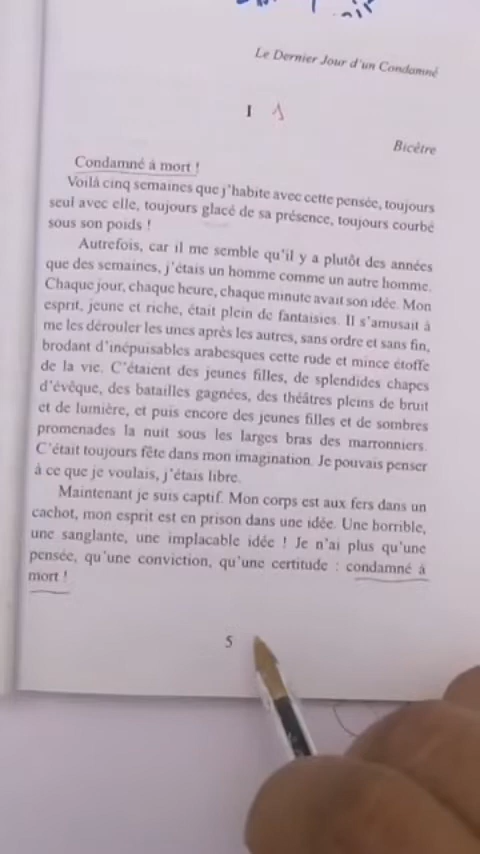 Le Dernier Jour d'un Condamné
I 1
Bicêtre
Condamné à mort !
Voilà cinq semaines que j'habite avec cette pensée, toujours
seul avec elle, toujours glacé de sa présence, toujours courbé
sous son poids !
Autrefois, car il me semble qu'il y a plutôt des années
que des semaines, j'étais un homme comme un autre homme.
Chaque jour, chaque heure, chaque minute avait son idée. Mon
esprit, jeune et riche, était plein de fantaisies. Il s'amusait à
me les dérouler les unes après les autres, sans ordre et sans fin,
brodant d'inépuisables arabesques cette rude et mince étoffe
de la vie. C'étaient des jeunes filles, de splendides chapes
d'évêque, des batailles gagnées, des théâtres pleins de bruit
et de lumière, et puis encore des jeunes filles et de sombres
promenades la nuit sous les larges bras des marronniers.
C'était toujours fête dans mon imagination. Je pouvais penser
à ce que je voulais, j'étais libre.
Maintenant je suis captif. Mon corps est aux fers dans un
cachot, mon esprit est en prison dans une idée. Une horrible,
une sanglante, une implacable idée ! Je n'ai plus qu'une
pensée, qu'une conviction, qu'une certitude : condamné à
mort !
5